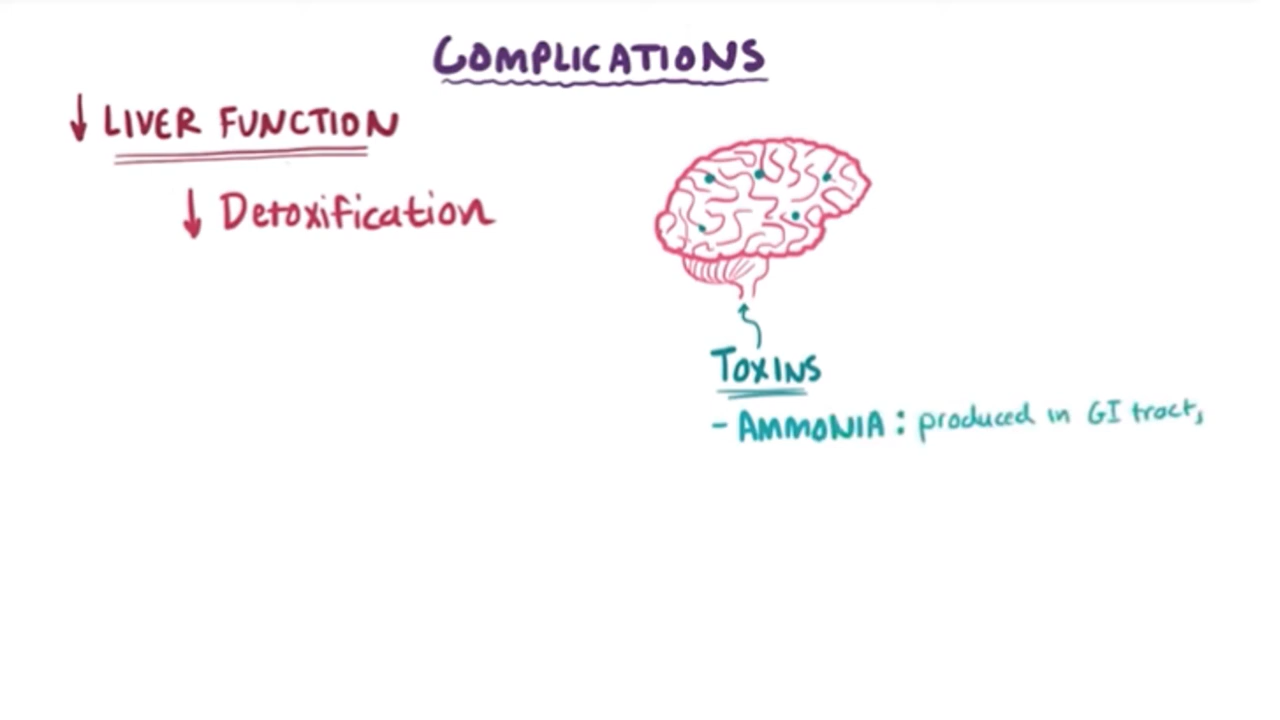 COMPLICATIONS
↓ LIVER FUNCTION
↓ Detoxification
TOXINS
- AMMONIA : produced in GI tract,